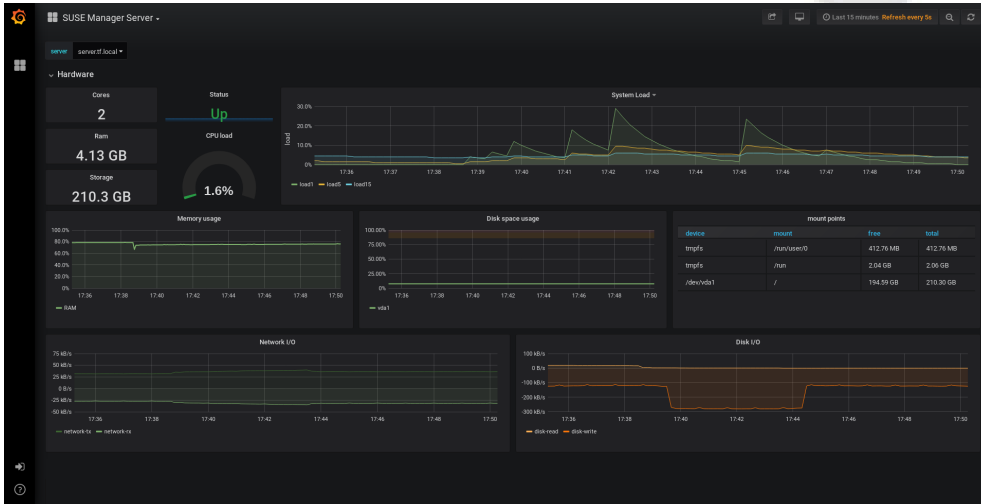 SUSE Manager Server
Last 15 minutes Refresh every 5s
server server.tf.local
Hardware
Cores
2
Status
Up
System Load
Ram
4.13 GB
CPU load
1.6%
Storage
210.3 GB
load
30.0%
20.0%
10.0%
0%
17:36 17:37 17:38 17:39 17:40 17:41 17:42 17:43 17:44 17:45 17:46 17:47 17:48 17:49 17:50
load1 load5 load15
Memory usage
100.0%
80.0%
60.0%
40.0%
20.0%
0%
17:36 17:38 17:40 17:42 17:44 17:46 17:48 17:50
RAM
Disk space usage
100.00%
75.00%
50.00%
25.00%
0%
17:36 17:38 17:40 17:42 17:44 17:46 17:48 17:50
vda1
mount points
device mount free total
tmpfs /run/user/0 412.76 MB 412.76 MB
tmpfs /run 2.04 GB 2.06 GB
/dev/vda1 / 194.59 GB 210.30 GB
Network I/O
75 kB/s
50 kB/s
25 kB/s
0 B/s
-25 kB/s
-50 kB/s
17:36 17:38 17:40 17:42 17:44 17:46 17:48 17:50
network-tx network-rx
Disk I/O
100 kB/s
0 B/s
-100 kB/s
-200 kB/s
-300 kB/s
17:36 17:38 17:40 17:42 17:44 17:46 17:48 17:50
disk-read disk-write